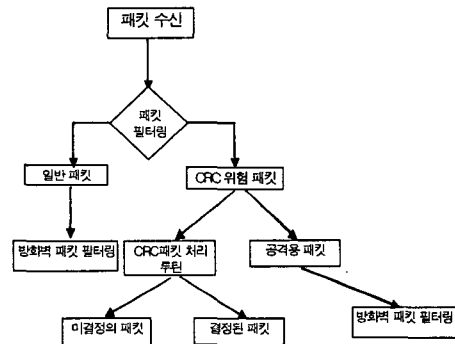 패킷 수신
패킷
필터링
일반 패킷
CRC 위험 패킷
방화벽 패킷 필터링
CRC패킷 처리
루틴
공격용 패킷
미결정의 패킷
결정된 패킷
방화벽 패킷 필터링